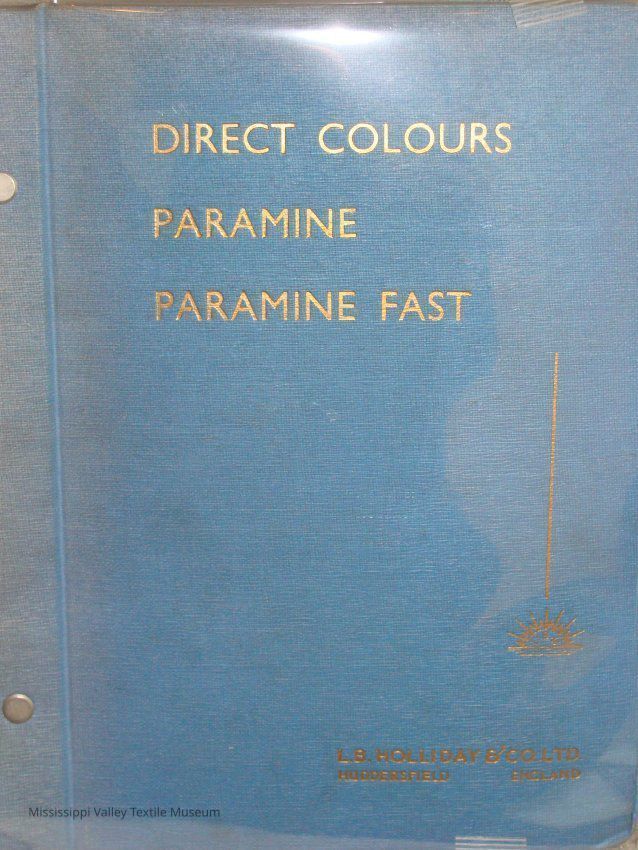 DIRECT COLOURS
PARAMINE
PARAMINE FAST
L.B. HOLLIDAY & CO. LTD.
HUDDERSFIELD ENGLAND
Mississippi Valley Textile Museum